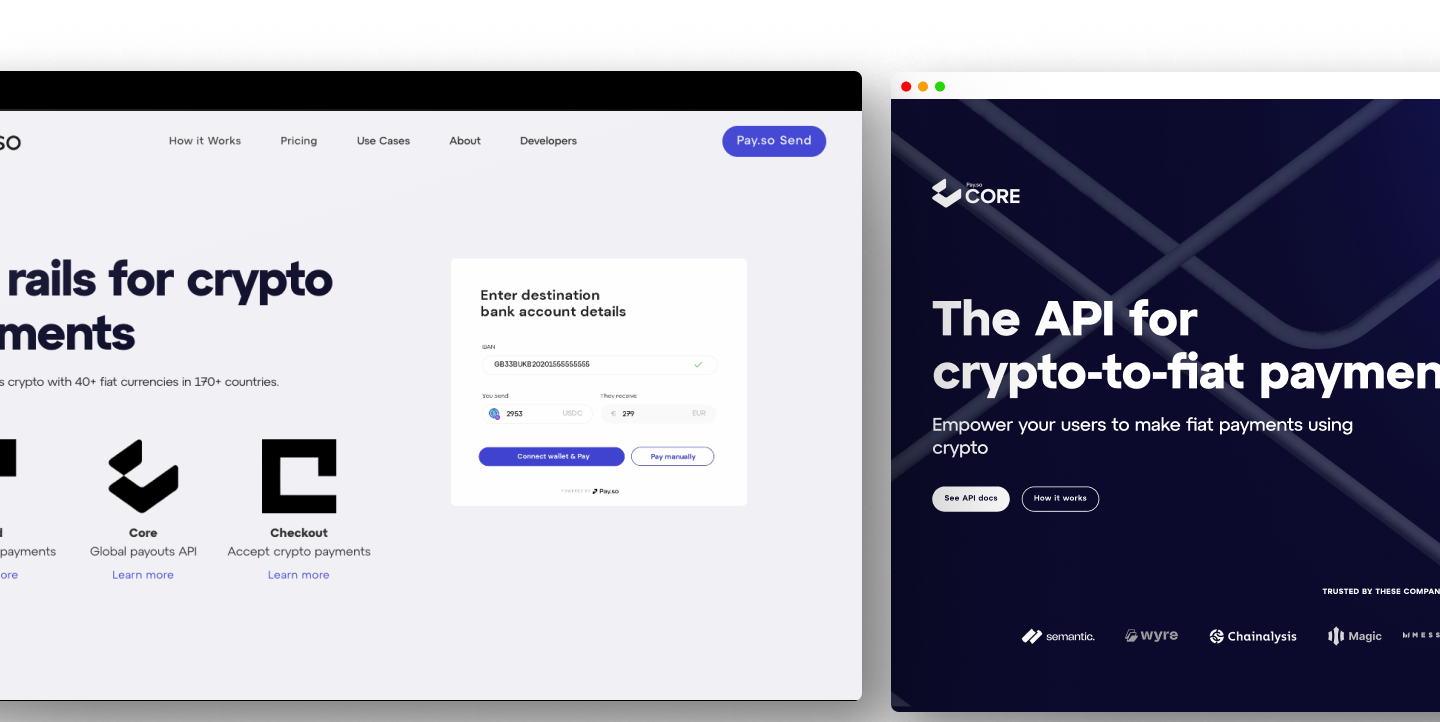 SO
How it Works
Pricing
Use Cases
About
Developers
Pay.so Send
rails for crypto
ments
s crypto with 40+ fiat currencies in 170+ countries.
payments
ore
Core
Global payouts API
Learn more
Checkout
Accept crypto payments
Learn more
Enter destination
bank account details
IBAN
GB33BUKB20201555555555
You send
They receive
2953
USDC
€
279
EUR
Connect wallet & Pay
Pay manually
POWERED BY
Pay.so
Pay.so
CORE
The API for
crypto-to-fiat paymen
Empower your users to make fiat payments using
crypto
See API docs
How it works
TRUSTED BY THESE COMPAN
semantic.
wyre
Chainalysis
Magic
MESS